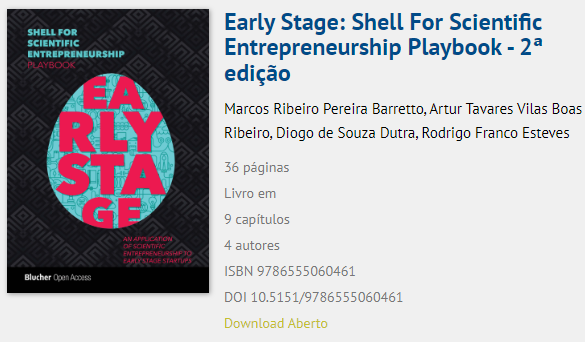 SHELL FOR
SCIENTIFIC
ENTREPRENEURSHIP
PLAYBOOK
EA
RLY
STA
GE
AN APPLICATION
OF SCIENTIFIC
ENTREPRENEURSHIP TO
EARLY STAGE STARTUPS
Blucher Open Access
Early Stage: Shell For Scientific
Entrepreneurship Playbook - 2ª
edição
Marcos Ribeiro Pereira Barretto, Artur Tavares Vilas Boas
Ribeiro, Diogo de Souza Dutra, Rodrigo Franco Esteves
36 páginas
Livro em
9 capítulos
4 autores
ISBN 9786555060461
DOI 10.5151/9786555060461
Download Aberto